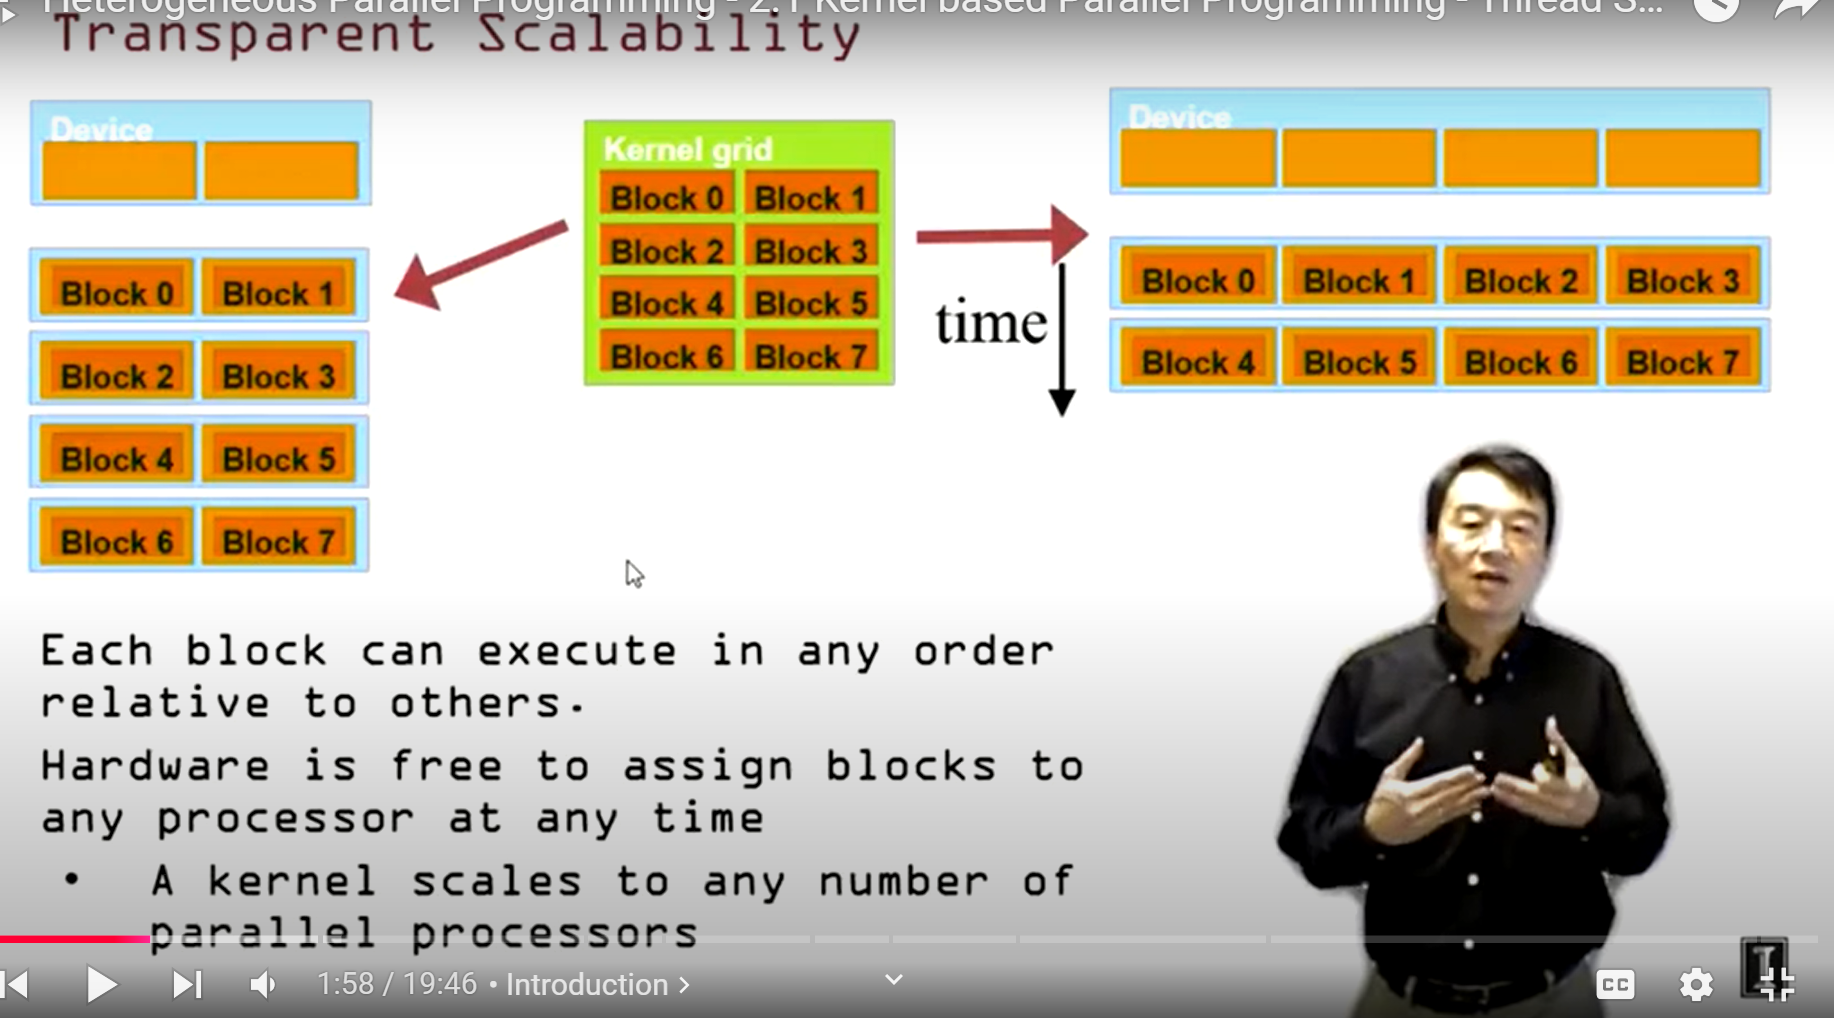 Heterogeneous Parallel Programming - 2.1 Kernel based Parallel Programming - Thread S...
Transparent Scalability
Device
Kernel grid
Block 0 Block 1
Block 2 Block 3
Block 4 Block 5
Block 6 Block 7
Device
Block 0 Block 1
Block 2 Block 3
Block 4 Block 5
Block 6 Block 7
time
Block 0 Block 1 Block 2 Block 3
Block 4 Block 5 Block 6 Block 7
Each block can execute in any order
relative to others.
Hardware is free to assign blocks to
any processor at any time
• A kernel scales to any number of
parallel processors
1:58 / 19:46 • Introduction >
CC
I